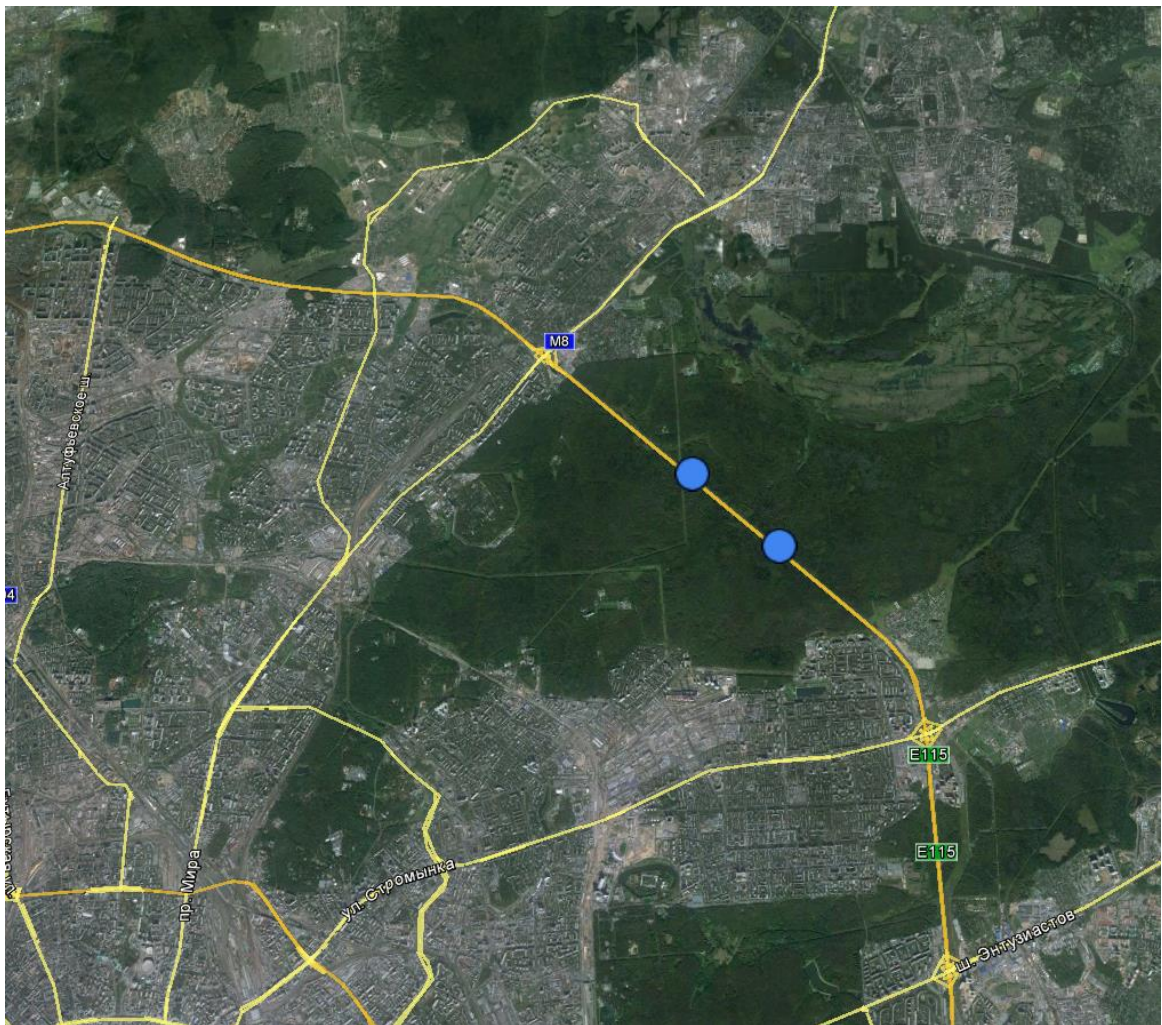 M8
Алтуфьевское ш.
E115
E115
ш. Энтузиастов
ул. Стромынка
пр. Мира